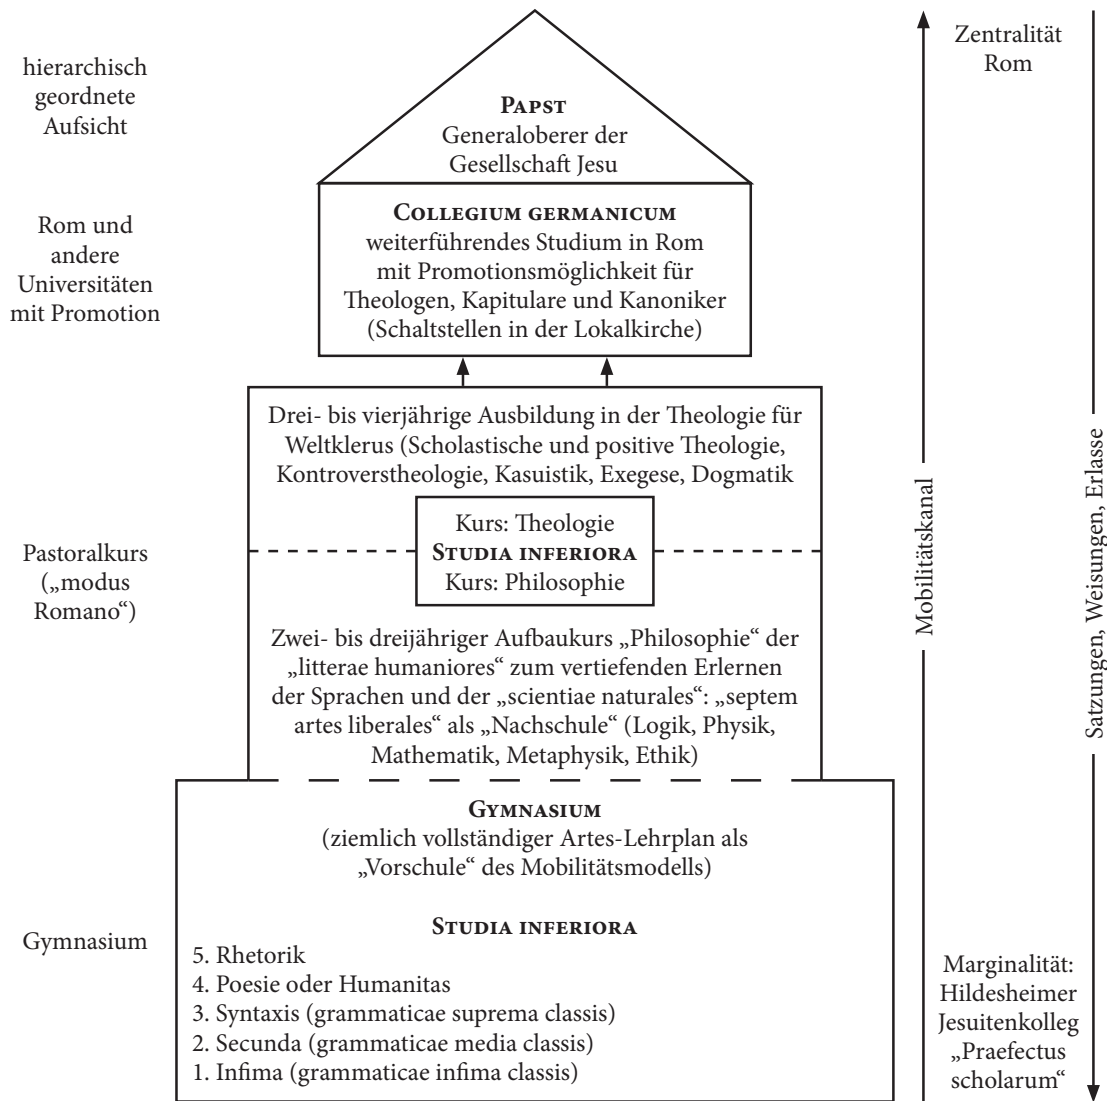 hierarchisch
geordnete
Aufsicht
PAPST
Generaloberer der
Gesellschaft Jesu
Zentralität
Rom
Rom und
andere
Universitäten
mit Promotion
COLLEGIUM GERMANICUM
weiterführendes Studium in Rom
mit Promotionsmöglichkeit für
Theologen, Kapitulare und Kanoniker
(Schaltstellen in der Lokalkirche)
Drei- bis vierjährige Ausbildung in der Theologie für
Weltklerus (Scholastische und positive Theologie,
Kontroverstheologie, Kasuistik, Exegese, Dogmatik
Pastoralkurs
(„modus
Romano“)
Kurs: Theologie
STUDIA INFERIORA
Kurs: Philosophie
Zwei- bis dreijähriger Aufbaukurs „Philosophie“ der
„litterae humaniores“ zum vertiefenden Erlernen
der Sprachen und der „scientiae naturales“: „septem
artes liberales“ als „Nachschule“ (Logik, Physik,
Mathematik, Metaphysik, Ethik)
Mobilitätskanal
Satzungen, Weisungen, Erlasse
GYMNASIUM
(ziemlich vollständiger Artes-Lehrplan als
„Vorschule“ des Mobilitätsmodells)
Gymnasium
STUDIA INFERIORA
5. Rhetorik
4. Poesie oder Humanitas
3. Syntaxis (grammaticae suprema classis)
2. Secunda (grammaticae media classis)
1. Infima (grammaticae infima classis)
Marginalität:
Hildesheimer
Jesuitenkolleg
„Praefectus
scholarum“